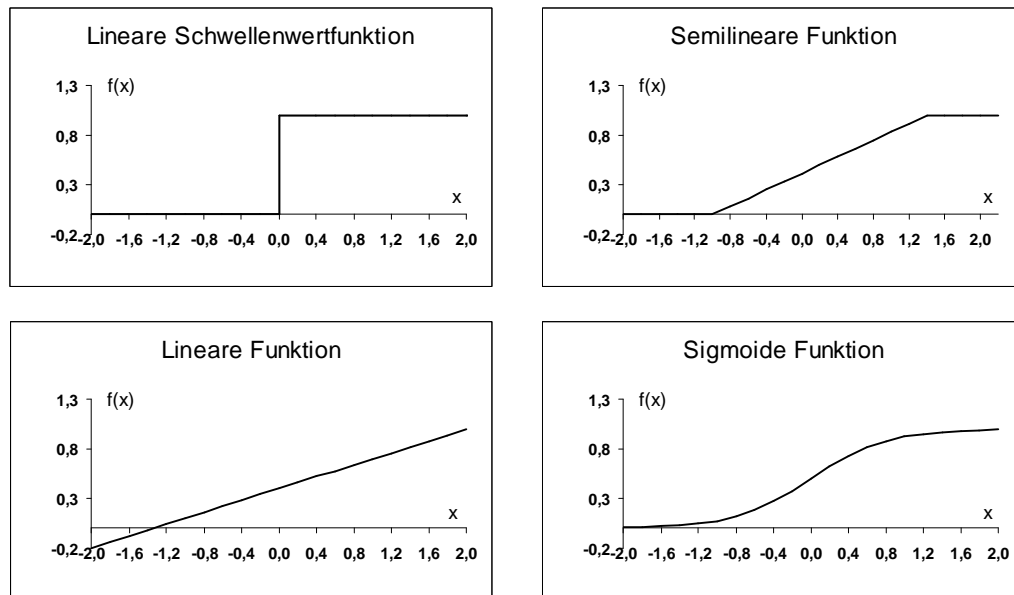 Lineare Schwellenwertfunktion
1,3
f(x)
0,8
0,3
x
-0,2
-2,0 -1,6 -1,2 -0,8 -0,4 0,0 0,4 0,8 1,2 1,6 2,0
Semilineare Funktion
1,3
f(x)
0,8
0,3
x
-0,2
-2,0 -1,6 -1,2 -0,8 -0,4 0,0 0,4 0,8 1,2 1,6 2,0
Lineare Funktion
1,3
f(x)
0,8
0,3
x
-0,2
-2,0 -1,6 -1,2 -0,8 -0,4 0,0 0,4 0,8 1,2 1,6 2,0
Sigmoide Funktion
1,3
f(x)
0,8
0,3
x
-0,2
-2,0 -1,6 -1,2 -0,8 -0,4 0,0 0,4 0,8 1,2 1,6 2,0